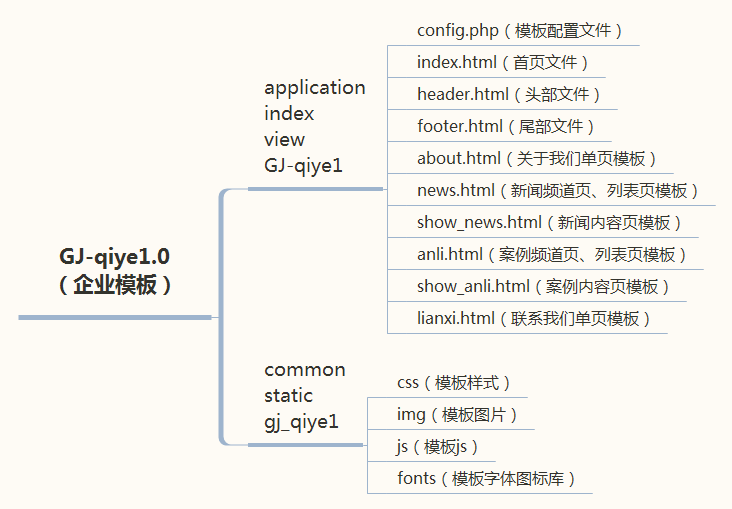 GJ-qiye1.0
（企业模板）
application
index
view
GJ-qiye1
config.php（模板配置文件）
index.html（首页文件）
header.html（头部文件）
footer.html（尾部文件）
about.html（关于我们单页模板）
news.html（新闻频道页、列表页模板）
show_news.html（新闻内容页模板）
anli.html（案例频道页、列表页模板）
show_anli.html（案例内容页模板）
lianxi.html（联系我们单页模板）
common
static
gj_qiye1
css（模板样式）
img（模板图片）
js（模板js）
fonts（模板字体图标库）